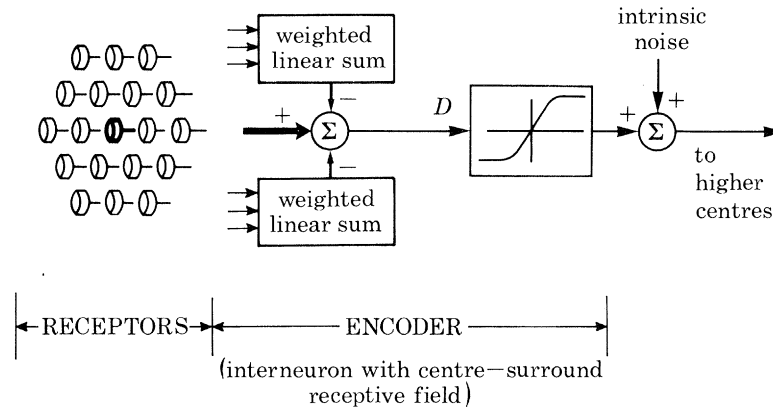 weighted
linear sum
intrinsic
noise
−
+
Σ
D
+
+
Σ
−
weighted
linear sum
to
higher
centres
RECEPTORS
ENCODER
(interneuron with centre−surround
receptive field)